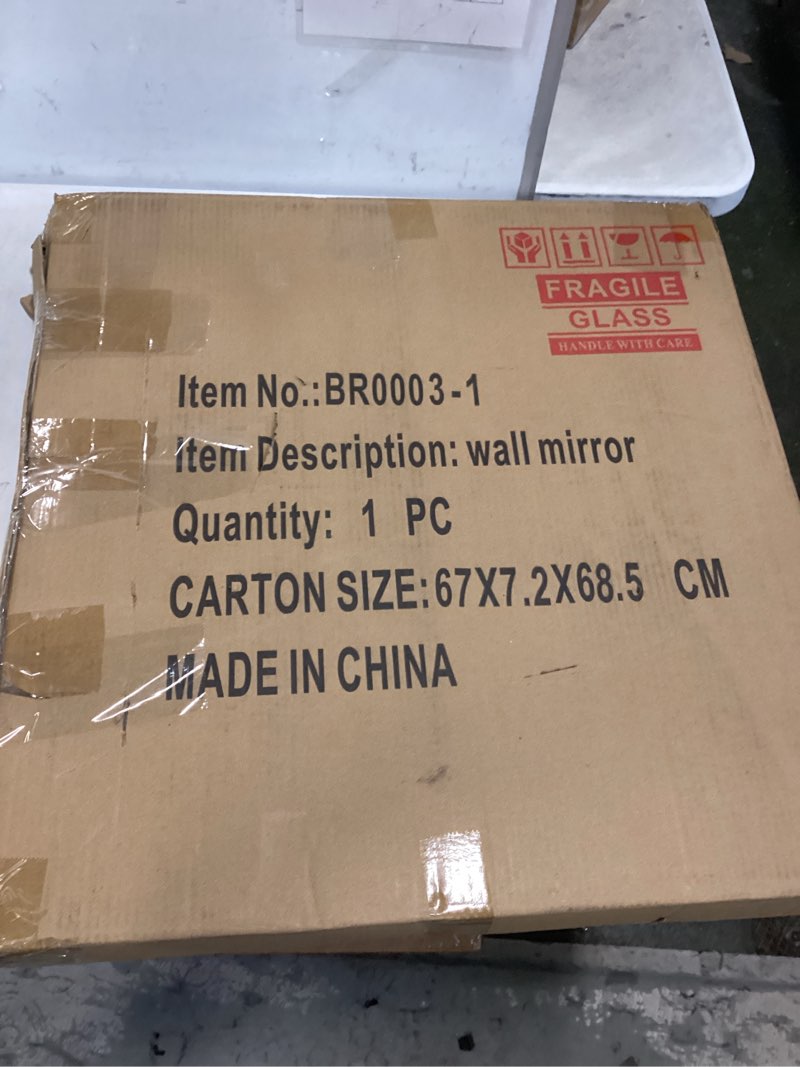 FRAGILE
GLASS
HANDLE WITH CARE
Item No.:BR0003-1
Item Description: wall mirror
Quantity: 1 PC
CARTON SIZE:67X7.2X68.5 CM
MADE IN CHINA